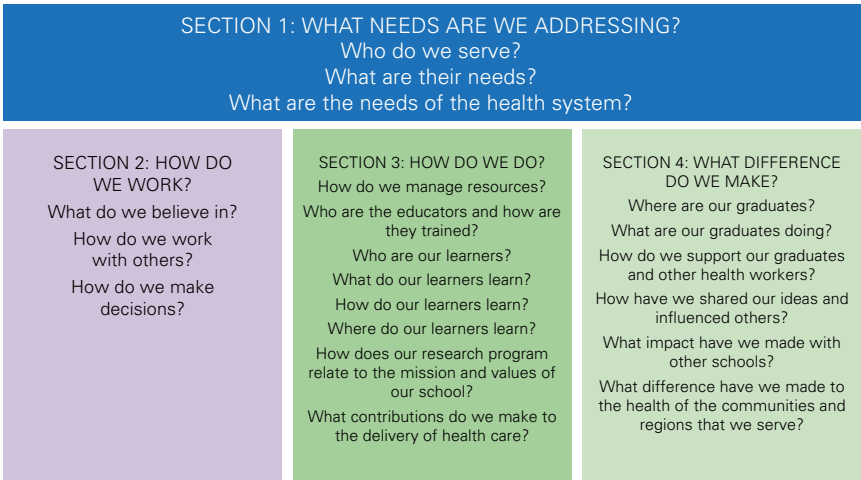 SECTION 1: WHAT NEEDS ARE WE ADDRESSING?
Who do we serve?
What are their needs?
What are the needs of the health system?
SECTION 2: HOW DO
WE WORK?
What do we believe in?
How do we work
with others?
How do we make
decisions?
SECTION 3: HOW DO WE DO?
How do we manage resources?
Who are the educators and how are
they trained?
Who are our learners?
What do our learners learn?
How do our learners learn?
Where do our learners learn?
How does our research program
relate to the mission and values of
our school?
What contributions do we make to
the delivery of health care?
SECTION 4: WHAT DIFFERENCE
DO WE MAKE?
Where are our graduates?
What are our graduates doing?
How do we support our graduates
and other health workers?
How have we shared our ideas and
influenced others?
What impact have we made with
other schools?
What difference have we made to
the health of the communities and
regions that we serve?